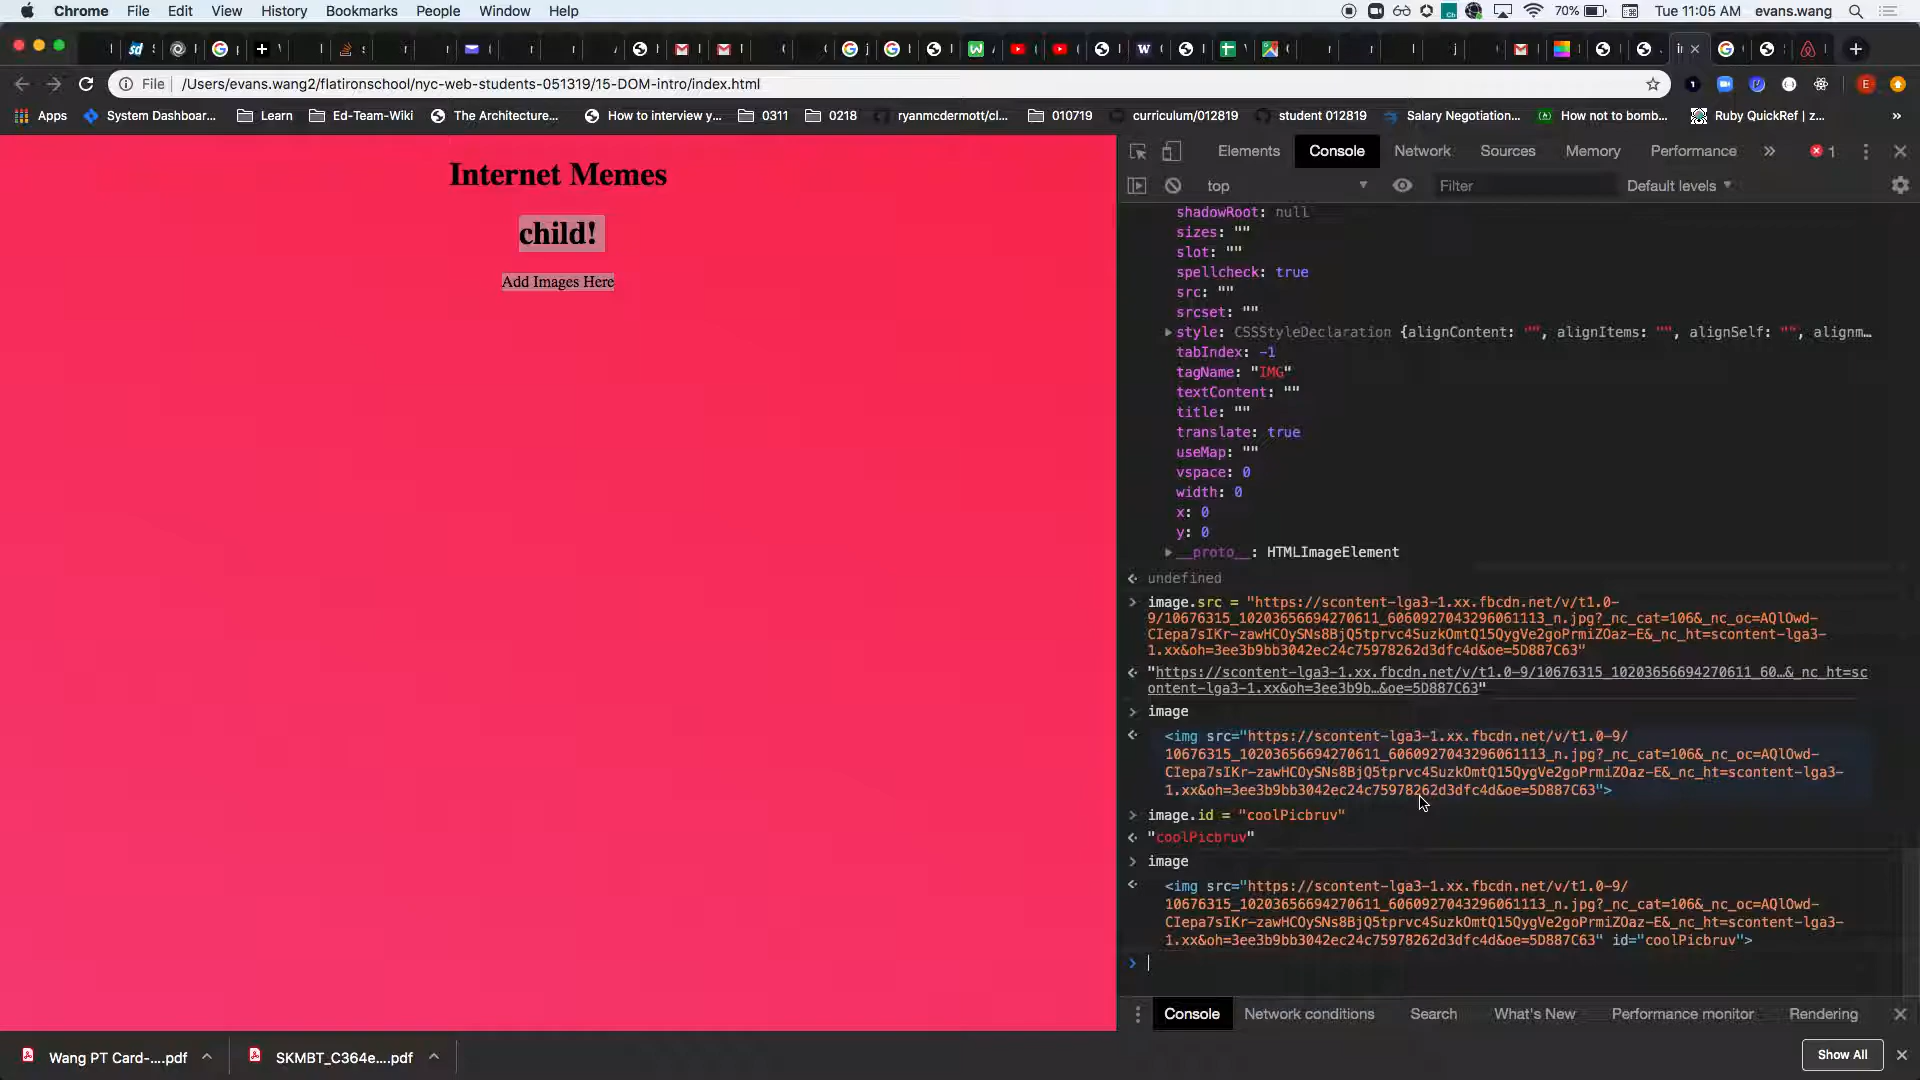 Chrome File Edit View History Bookmarks People Window Help 70% Tue 11:05 AM evans.wang
File /Users/evans.wang2/flatironschool/nyc-web-students-051319/15-DOM-intro/index.html
Apps System Dashboar... Learn Ed-Team-Wiki The Architecture... How to interview y... 0311 0218 ryanmcdermott/cl... 010719 curriculum/012819 student 012819 Salary Negotiation... How not to bomb... Ruby QuickRef | z... »
Internet Memes
child!
Add Images Here
Elements Console Network Sources Memory Performance » 1
top Filter Default levels
shadowRoot: null
sizes: ""
slot: ""
spellcheck: true
src: ""
srcset: ""
style: CSSStyleDeclaration {alignContent: "", alignItems: "", alignSelf: "", alignm…
tabIndex: -1
tagName: "IMG"
textContent: ""
title: ""
translate: true
useMap: ""
vspace: 0
width: 0
x: 0
y: 0
__proto__: HTMLImageElement
undefined
image.src = "https://scontent-lga3-1.xx.fbcdn.net/v/t1.0-
9/10676315_10203656694270611_6060927043296061113_n.jpg?_nc_cat=106&_nc_oc=AQlOwd-
CIepa7sIKr-zawHCOySNs8BjQ5tprvc4SuzkOmtQ15QygVe2goPrmiZOaz-E&_nc_ht=scontent-lga3-
1.xx&oh=3ee3b9bb3042ec24c75978262d3dfc4d&oe=5D887C63"
"https://scontent-lga3-1.xx.fbcdn.net/v/t1.0-9/10676315_10203656694270611_60…&_nc_ht=sc
ontent-lga3-1.xx&oh=3ee3b9b…&oe=5D887C63"
image
<img src="https://scontent-lga3-1.xx.fbcdn.net/v/t1.0-9/
10676315_10203656694270611_6060927043296061113_n.jpg?_nc_cat=106&_nc_oc=AQlOwd-
CIepa7sIKr-zawHCOySNs8BjQ5tprvc4SuzkOmtQ15QygVe2goPrmiZOaz-E&_nc_ht=scontent-lga3-
1.xx&oh=3ee3b9bb3042ec24c75978262d3dfc4d&oe=5D887C63">
image.id = "coolPicbruv"
"coolPicbruv"
image
<img src="https://scontent-lga3-1.xx.fbcdn.net/v/t1.0-9/
10676315_10203656694270611_6060927043296061113_n.jpg?_nc_cat=106&_nc_oc=AQlOwd-
CIepa7sIKr-zawHCOySNs8BjQ5tprvc4SuzkOmtQ15QygVe2goPrmiZOaz-E&_nc_ht=scontent-lga3-
1.xx&oh=3ee3b9bb3042ec24c75978262d3dfc4d&oe=5D887C63" id="coolPicbruv">
Console Network conditions Search What's New Performance monitor Rendering
Wang PT Card-....pdf SKMBT_C364e....pdf Show All